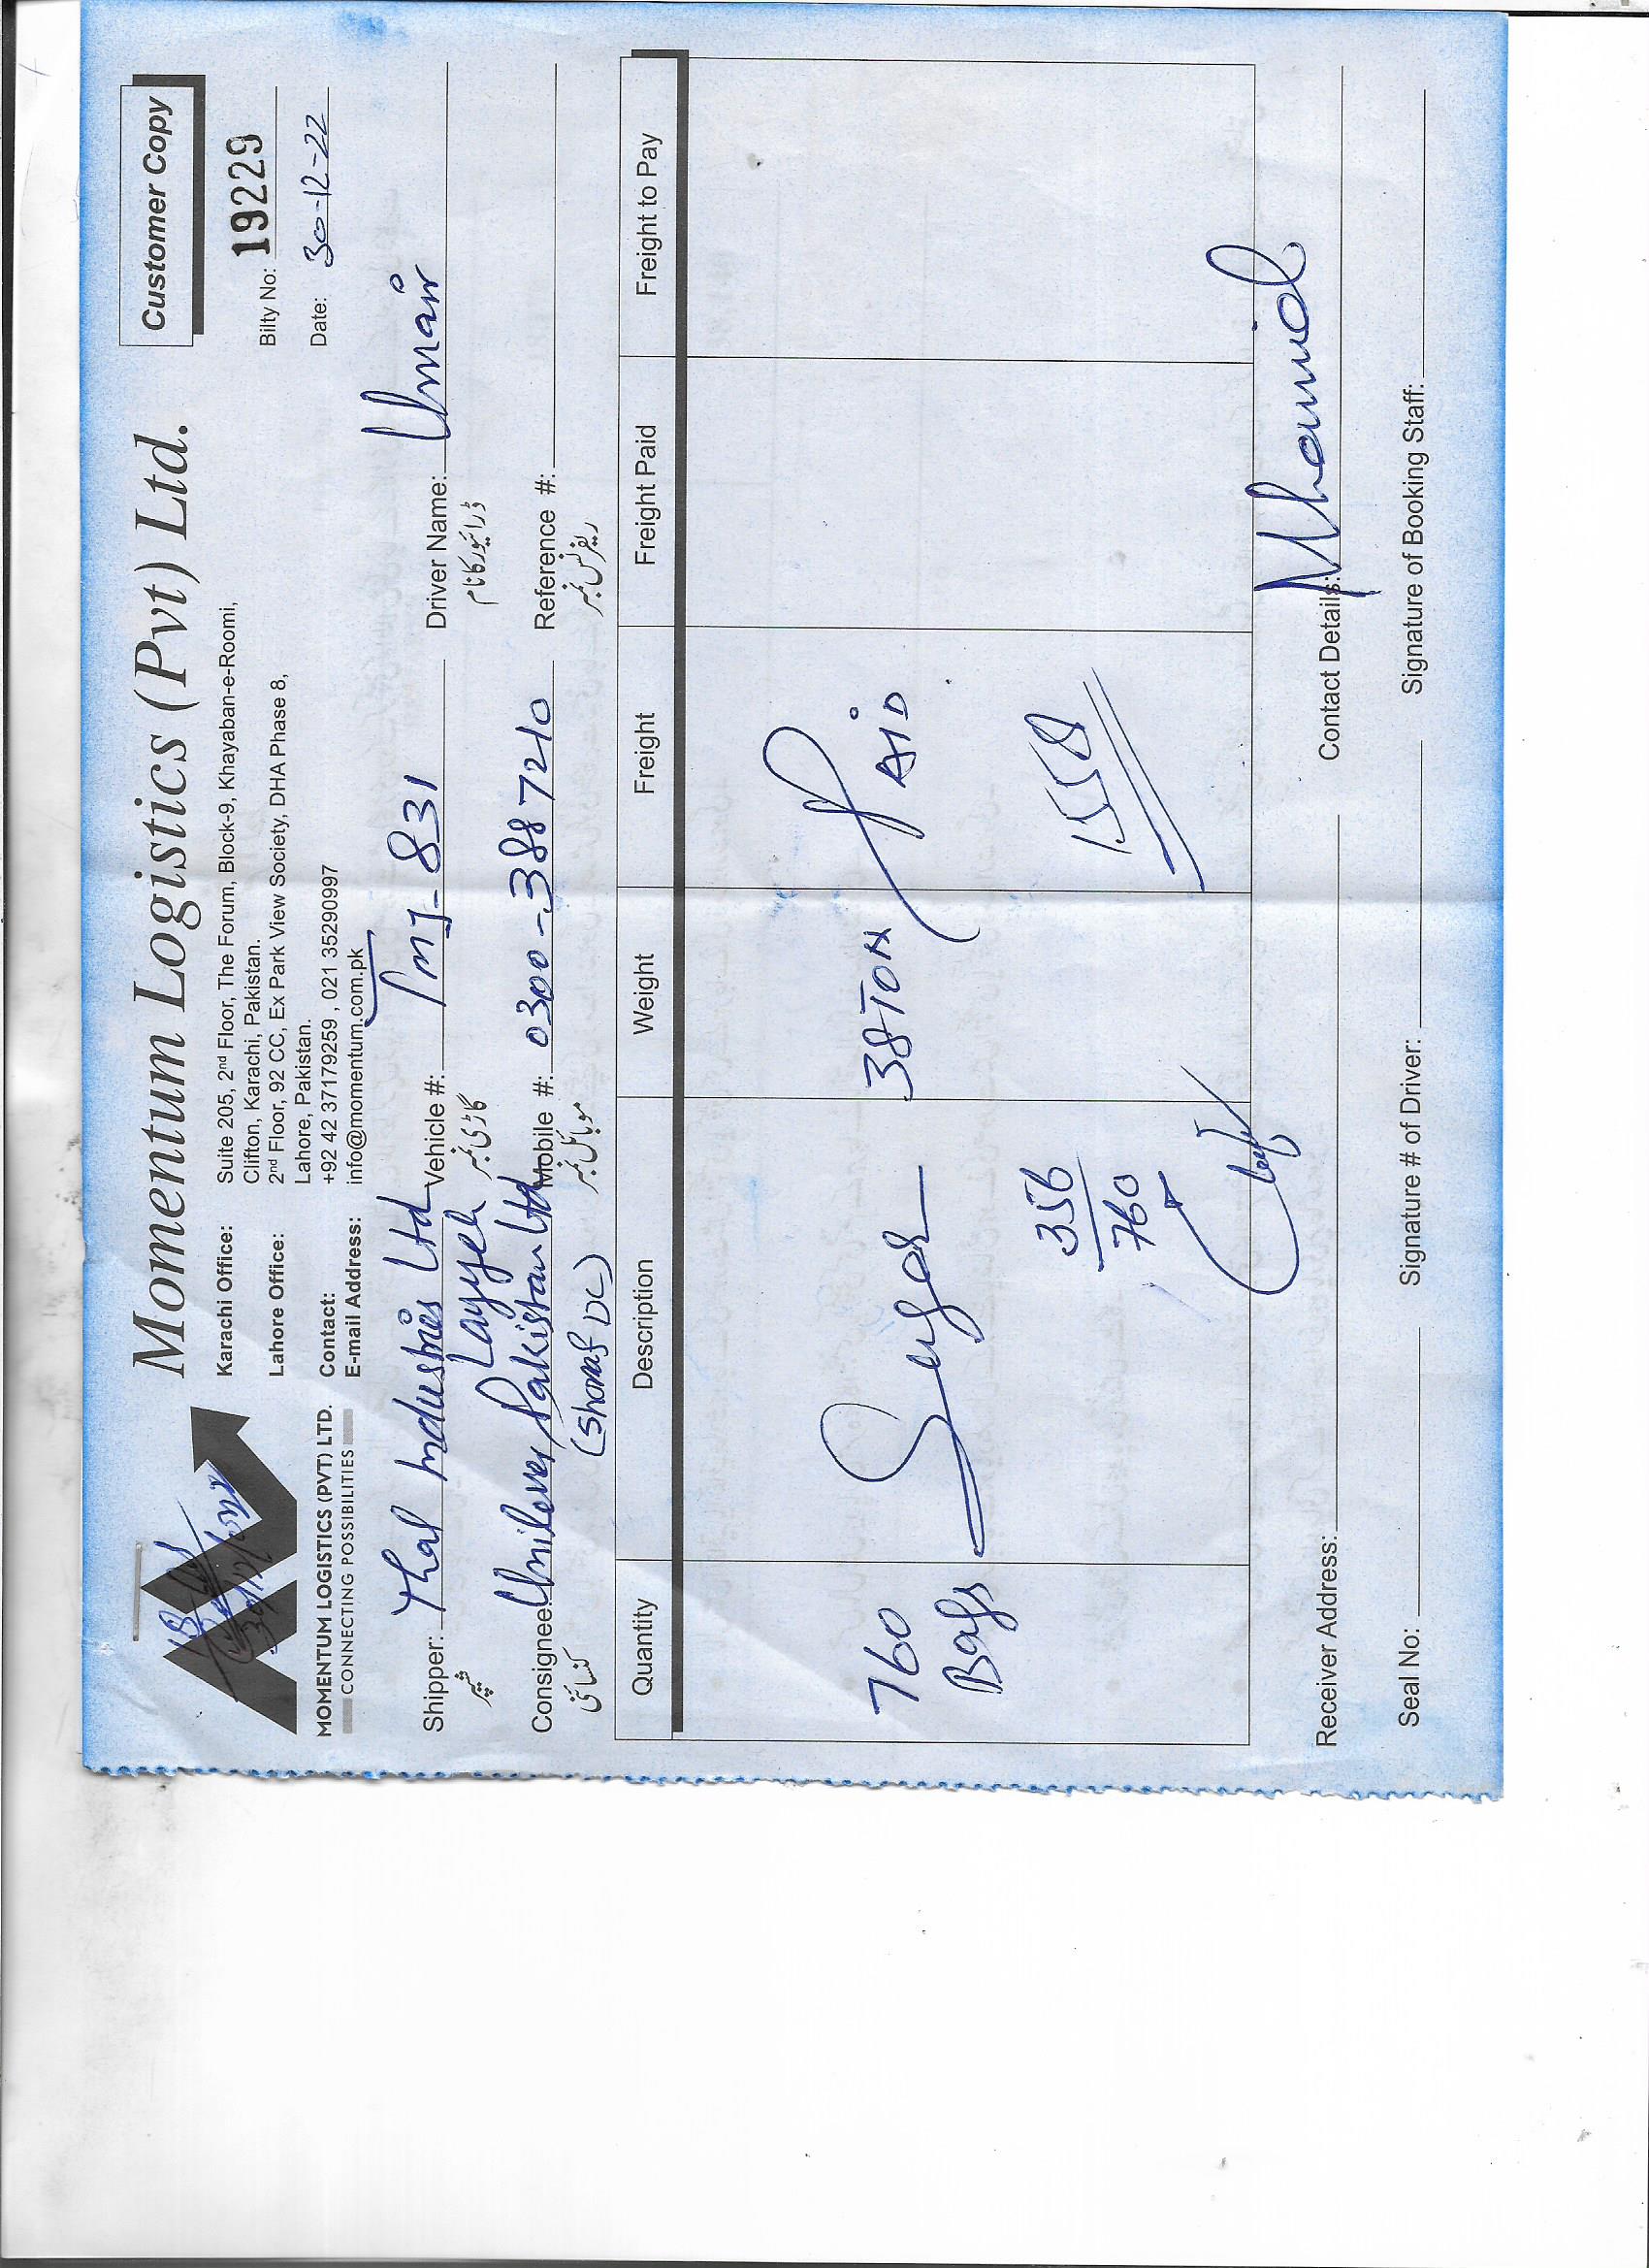 Customer Copy
Momentum Logistics (Pvt) Ltd.
Bilty No: 19229
Date: 30-12-22
Karachi Office: Suite 205, 2nd Floor, The Forum, Block-9, Khayaban-e-Roomi,
Clifton, Karachi, Pakistan.
Lahore Office: 2nd Floor, 92 CC, Ex Park View Society, DHA Phase 8,
Lahore, Pakistan.
Contact: +92 42 37179259 , 021 35290997
E-mail Address: info@momentum.com.pk
MOMENTUM LOGISTICS (PVT) LTD.
CONNECTING POSSIBILITIES
Shipper: Thal Industries Ltd Vehicle #: TMJ-831 Driver Name: Umair
شپر Layyah گاڑی نمبر ڈرائیور کا نام
Consignee: Unilever Pakistan Ltd Mobile #: 0300-3887210 Reference #:
کنسائنی (Sharaf DC) موبائل نمبر ریفرنس نمبر
Quantity Description Weight Freight Freight Paid Freight to Pay
760 Sugar 38 TON PAID
Bags
356 1558
760
Receiver Address: Contact Details:
Seal No: Signature # of Driver: Signature of Booking Staff: